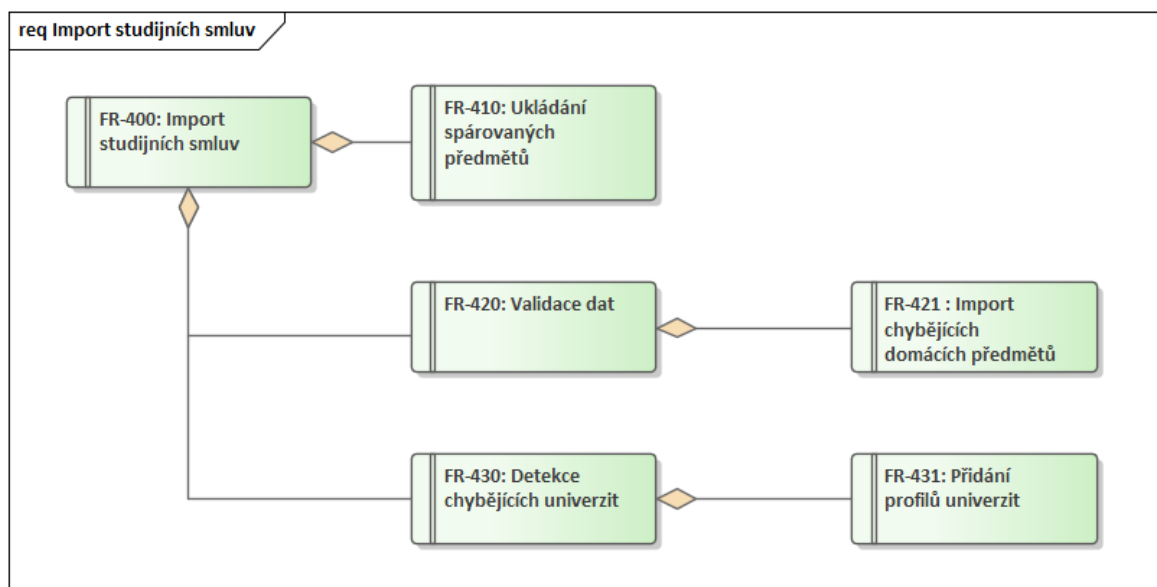 req Import studijních smluv
FR-400: Import
studijních smluv
FR-410: Ukládání
spárovaných
předmětů
FR-420: Validace dat
FR-421 : Import
chybějících
domácích předmětů
FR-430: Detekce
chybějících univerzit
FR-431: Přidání
profilů univerzit